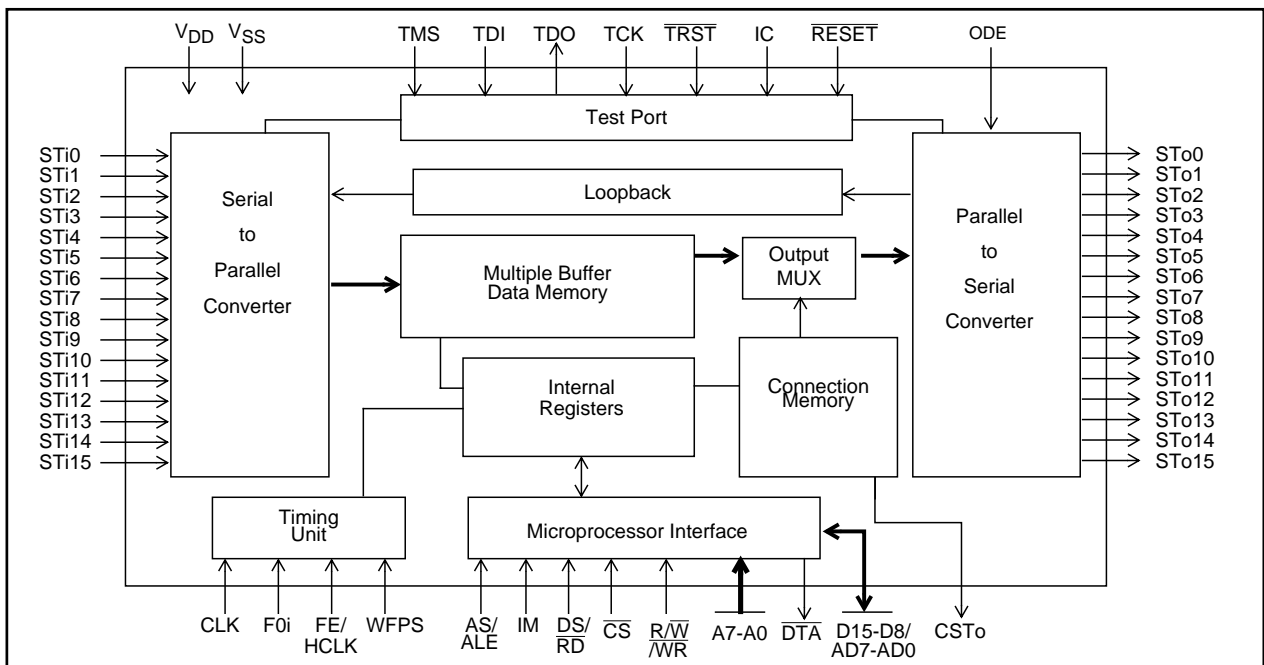 VDD VSS TMS TDI TDO TCK TRST IC RESET ODE
Test Port
STi0
STi1
STi2
STi3
STi4
STi5
STi6
STi7
STi8
STi9
STi10
STi11
STi12
STi13
STi14
STi15
Serial
to
Parallel
Converter
Loopback
Multiple Buffer
Data Memory
Output
MUX
Internal
Registers
Connection
Memory
Parallel
to
Serial
Converter
STo0
STo1
STo2
STo3
STo4
STo5
STo6
STo7
STo8
STo9
STo10
STo11
STo12
STo13
STo14
STo15
Timing
Unit
Microprocessor Interface
CLK
F0i
FE/
HCLK
WFPS
AS/
ALE
IM
DS/
RD
CS
R/W
/WR
A7-A0
DTA
D15-D8/
AD7-AD0
CSTo